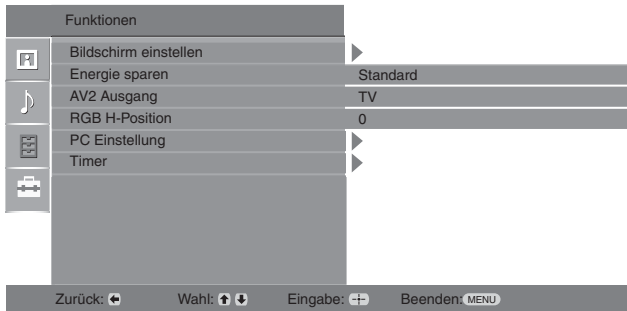 Funktionen
Bildschirm einstellen
Energie sparen Standard
AV2 Ausgang TV
RGB H-Position 0
PC Einstellung
Timer
Zurück: Wahl: Eingabe: Beenden: MENU